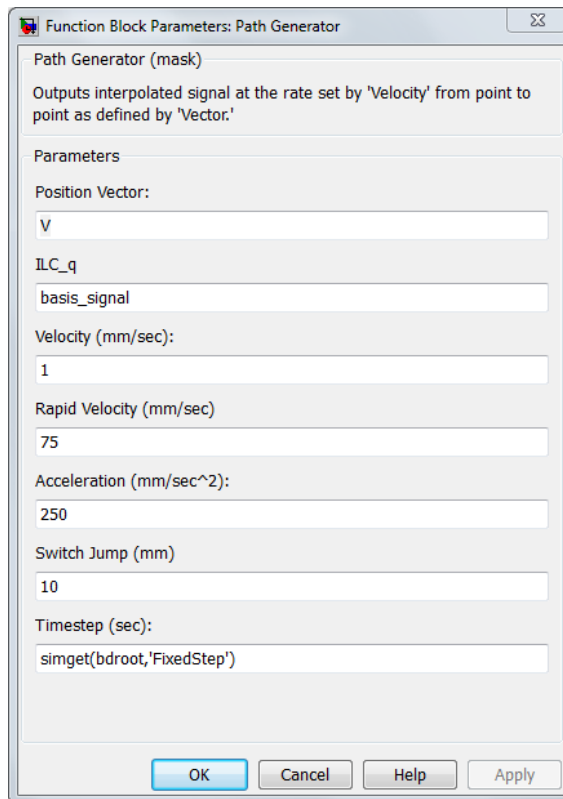 Function Block Parameters: Path Generator
Path Generator (mask)
Outputs interpolated signal at the rate set by 'Velocity' from point to
point as defined by 'Vector.'
Parameters
Position Vector:
V
ILC_q
basis_signal
Velocity (mm/sec):
1
Rapid Velocity (mm/sec)
75
Acceleration (mm/sec^2):
250
Switch Jump (mm)
10
Timestep (sec):
simget(bdroot,'FixedStep')
OK Cancel Help Apply